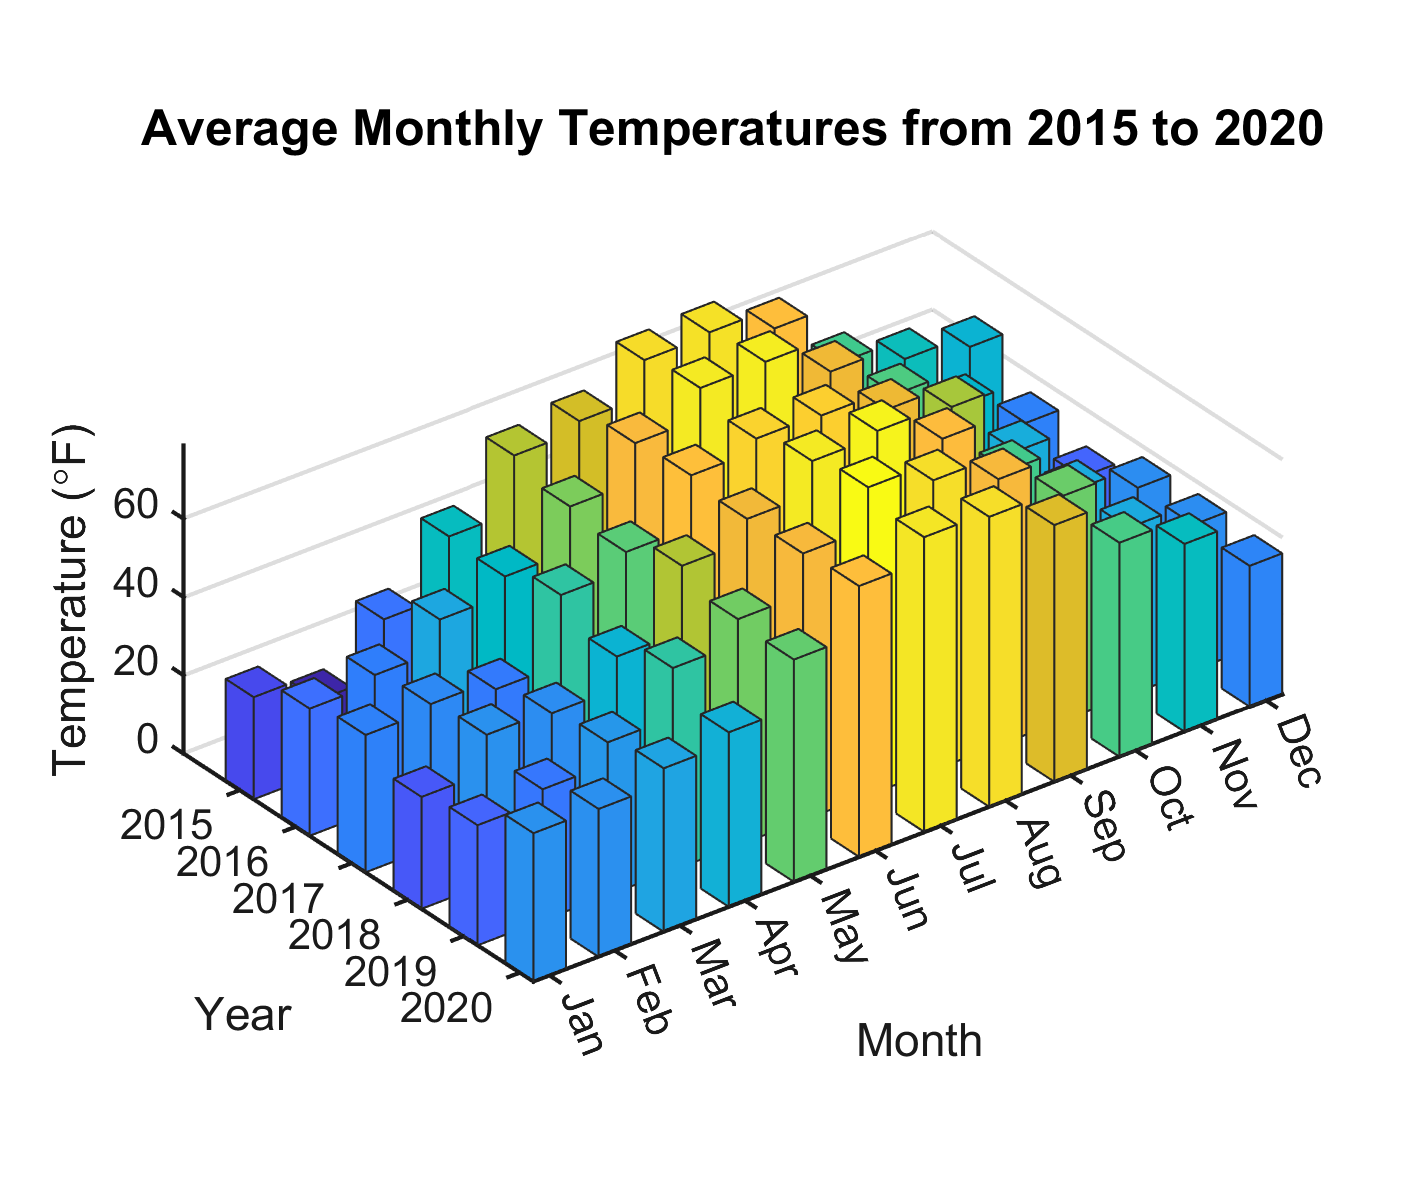 Average Monthly Temperatures from 2015 to 2020
Temperature (°F)
60
40
20
0
2015
2016
2017
2018
2019
2020
Year
Jan
Feb
Mar
Apr
May
Jun
Jul
Aug
Sep
Oct
Nov
Dec
Month